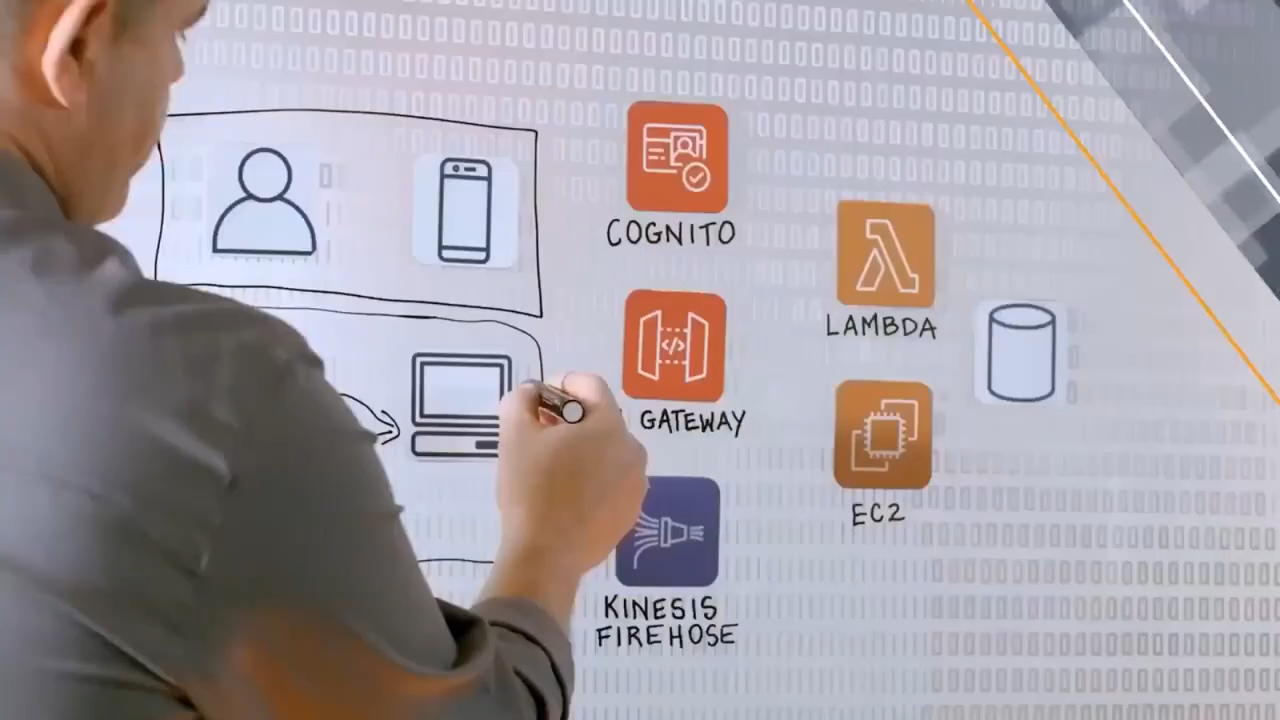 COGNITO
LAMBDA
GATEWAY
EC2
KINESIS
FIREHOSE